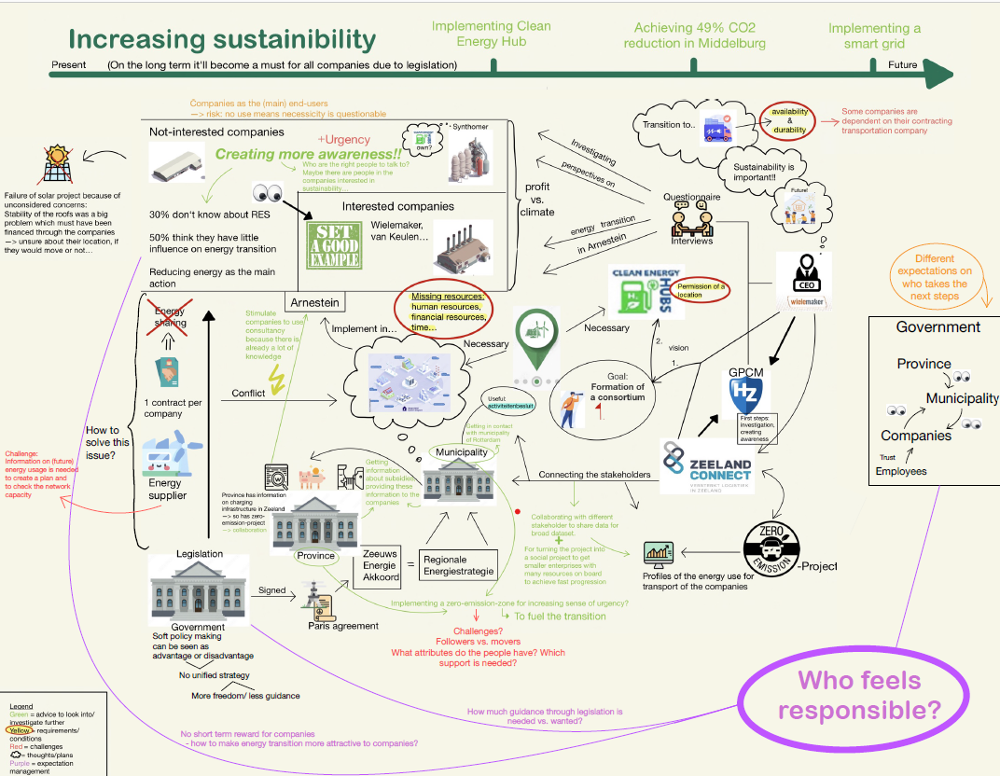 Increasing sustainibility
Implementing Clean
Energy Hub
Achieving 49% CO2
reduction in Middelburg
Implementing a
smart grid
Present
(On the long term it'll become a must for all companies due to legislation)
Future
Companies as the (main) end-users
—> risk: no use means necessicity is questionable
Not-interested companies
+Urgency
Creating more awareness!!
Who are the right people to talk to?
Maybe there are people in the
companies interested in
sustainability…
own?
Synthomer
30% don't know about RES
50% think they have little
influence on energy transition
Reducing energy as the main
action
Interested companies
SET
A GOOD
EXAMPLE
Wielemaker,
van Keulen…
profit
vs.
climate
Failure of solar project because of
unconsidered concerns:
Stability of the roofs was a big
problem which must have been
financed through the companies
—> unsure about their location, if
they would move or not…
Investigating
perspectives on
energy transition
in Arnestein
Questionnaire
Interviews
Transition to..
availability
&
durability
Some companies are
dependent on their contracting
transportation company
Sustainability is
important!!
Future!
CEO
wielemaker
Different
expectations on
who takes the
next steps
Government
Province
Municipality
Companies
Trust
Employees
Arnestein
Missing resources:
human resources,
financial resources,
time…
Implement in…
Necessary
Necessary
CLEAN ENERGY
HUBS
Permission of a
location
2.
vision
1.
Goal:
Formation of
a consortium
GPCM
HZ
First steps:
investigation,
creating
awareness
ZEELAND
CONNECT
VERSTERKT LOGISTIEK
IN ZEELAND
Energy
sharing
1 contract per
company
Energy
supplier
How to
solve this
issue?
Challenge:
Information on (future)
energy usage is needed
to create a plan and
to check the network
capacity
Stimulate
companies to use
consultancy
because there is
already a lot of
knowledge
Conflict
Useful:
activiteitenbesluit
Getting in contact
with municipality
of Rotterdam
Municipality
Getting
information
about subsidies
providing these
information to the
companies
Province has information
on charging
infrastructure in Zeeland
—> so has zero-
emission-project
—> collaboration
Province
Connecting the stakeholders
Collaborating with different
stakeholder to share data for
broad dataset.
+
For turning the project into
a social project to get
smaller enterprises with
many resources on board
to achieve fast progression
ZERO
EMISSION
-Project
Profiles of the energy use for
transport of the companies
Zeeuws
Energie
Akkoord
=
Regionale
Energiestrategie
Legislation
Government
Signed
Paris agreement
Implementing a zero-emission-zone for increasing sense of urgency?
To fuel the transition
Challenges?
Followers vs. movers
What attributes do the people have? Which
support is needed?
Soft policy making
can be seen as
advantage or disadvantage
No unified strategy
More freedom/ less guidance
Who feels
responsible?
How much guidance through legislation is
needed vs. wanted?
No short term reward for companies
- how to make energy transition more attractive to companies?
Legend
Green = advice to look into/
investigate further
Yellow = requirements/
conditions
Red = challenges
= thoughts/plans
Purple = expectation
management